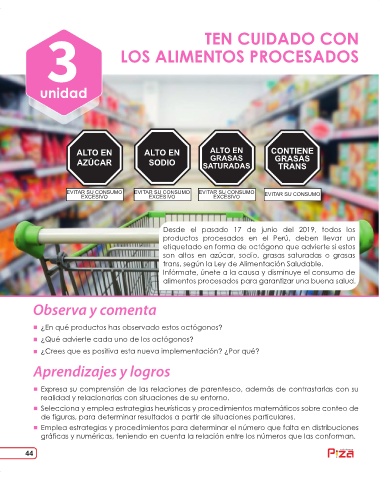 TEN CUIDADO CON
LOS ALIMENTOS PROCESADOS
3
unidad
ALTO EN
AZÚCAR
ALTO EN
SODIO
ALTO EN
GRASAS
SATURADAS
CONTIENE
GRASAS
TRANS
EVITAR SU CONSUMO
EXCESIVO
EVITAR SU CONSUMO
EXCESIVO
EVITAR SU CONSUMO
EXCESIVO
EVITAR SU CONSUMO
Desde el pasado 17 de junio del 2019, todos los
productos procesados en el Perú, deben llevar un
etiquetado en forma de octógono que advierte si estos
son altos en azúcar, socio, grasas saturadas o grasas
trans, según la Ley de Alimentación Saludable.
Infórmate, únete a la causa y disminuye el consumo de
alimentos procesados para garantizar una buena salud.
Observa y comenta
¿En qué productos has observado estos octógonos?
¿Qué advierte cada uno de los octógonos?
¿Crees que es positiva esta nueva implementación? ¿Por qué?
Aprendizajes y logros
Expresa su comprensión de las relaciones de parentesco, además de contrastarlas con su
realidad y relacionarlas con situaciones de su entorno.
Selecciona y emplea estrategias heurísticas y procedimientos matemáticos sobre conteo de
de figuras, para determinar resultados a partir de situaciones particulares.
Emplea estrategias y procedimientos para determinar el número que falta en distribuciones
gráficas y numéricas, teniendo en cuenta la relación entre los números que las conforman.
44